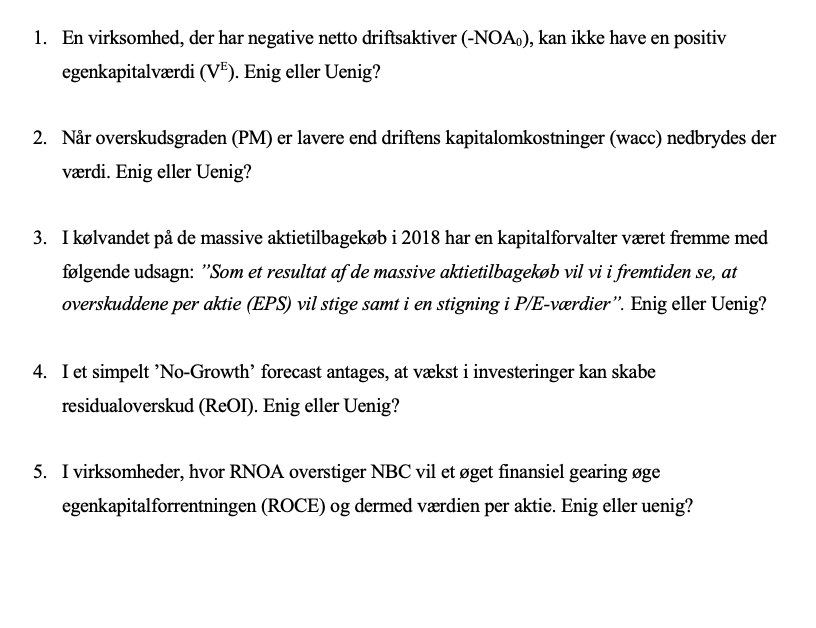 1. En virksomhed, der har negative netto driftsaktiver (-NOA₀), kan ikke have en positiv
egenkapitalværdi (Vᴱ). Enig eller Uenig?
2. Når overskudsgraden (PM) er lavere end driftens kapitalomkostninger (wacc) nedbrydes der
værdi. Enig eller Uenig?
3. I kølvandet på de massive aktietilbagekøb i 2018 har en kapitalforvalter været fremme med
følgende udsagn: ”Som et resultat af de massive aktietilbagekøb vil vi i fremtiden se, at
overskuddene per aktie (EPS) vil stige samt i en stigning i P/E-værdier”. Enig eller Uenig?
4. I et simpelt ’No-Growth’ forecast antages, at vækst i investeringer kan skabe
residualoverskud (ReOI). Enig eller Uenig?
5. I virksomheder, hvor RNOA overstiger NBC vil et øget finansiel gearing øge
egenkapitalforrentningen (ROCE) og dermed værdien per aktie. Enig eller uenig?